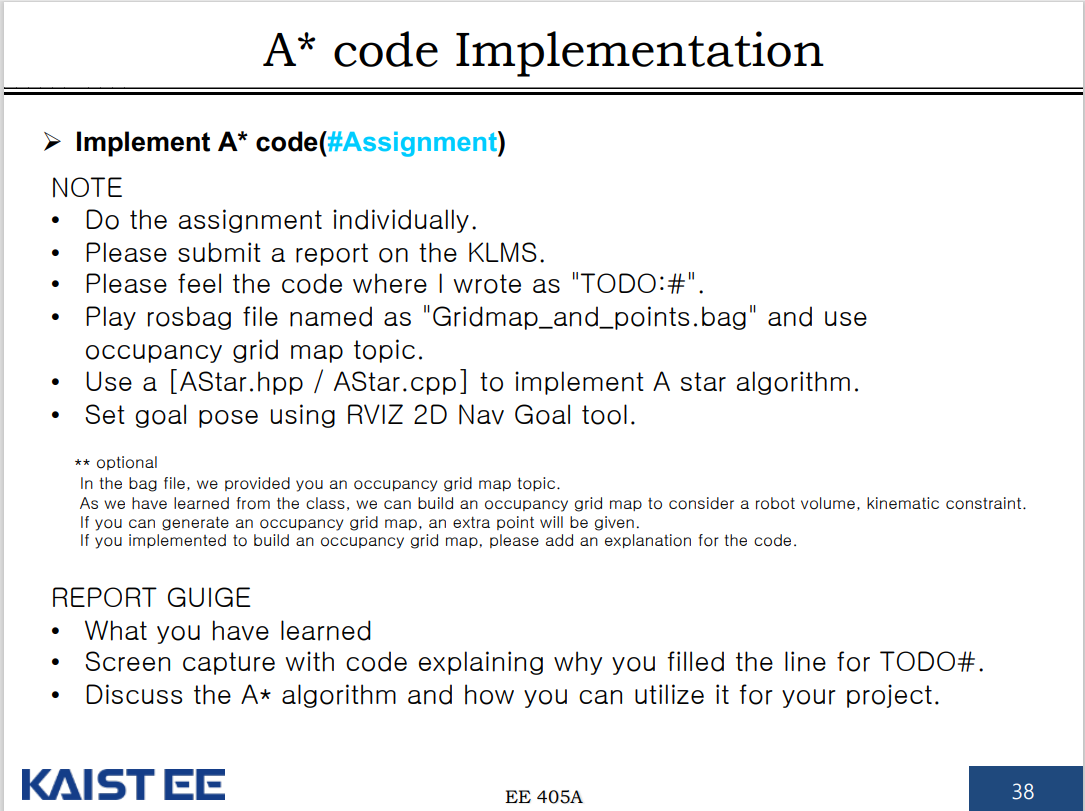 A* code Implementation
➢ Implement A* code(#Assignment)
NOTE
• Do the assignment individually.
• Please submit a report on the KLMS.
• Please feel the code where I wrote as "TODO:#".
• Play rosbag file named as "Gridmap_and_points.bag" and use
occupancy grid map topic.
• Use a [AStar.hpp / AStar.cpp] to implement A star algorithm.
• Set goal pose using RVIZ 2D Nav Goal tool.
** optional
In the bag file, we provided you an occupancy grid map topic.
As we have learned from the class, we can build an occupancy grid map to consider a robot volume, kinematic constraint.
If you can generate an occupancy grid map, an extra point will be given.
If you implemented to build an occupancy grid map, please add an explanation for the code.
REPORT GUIGE
• What you have learned
• Screen capture with code explaining why you filled the line for TODO#.
• Discuss the A* algorithm and how you can utilize it for your project.
KAIST EE
EE 405A
38